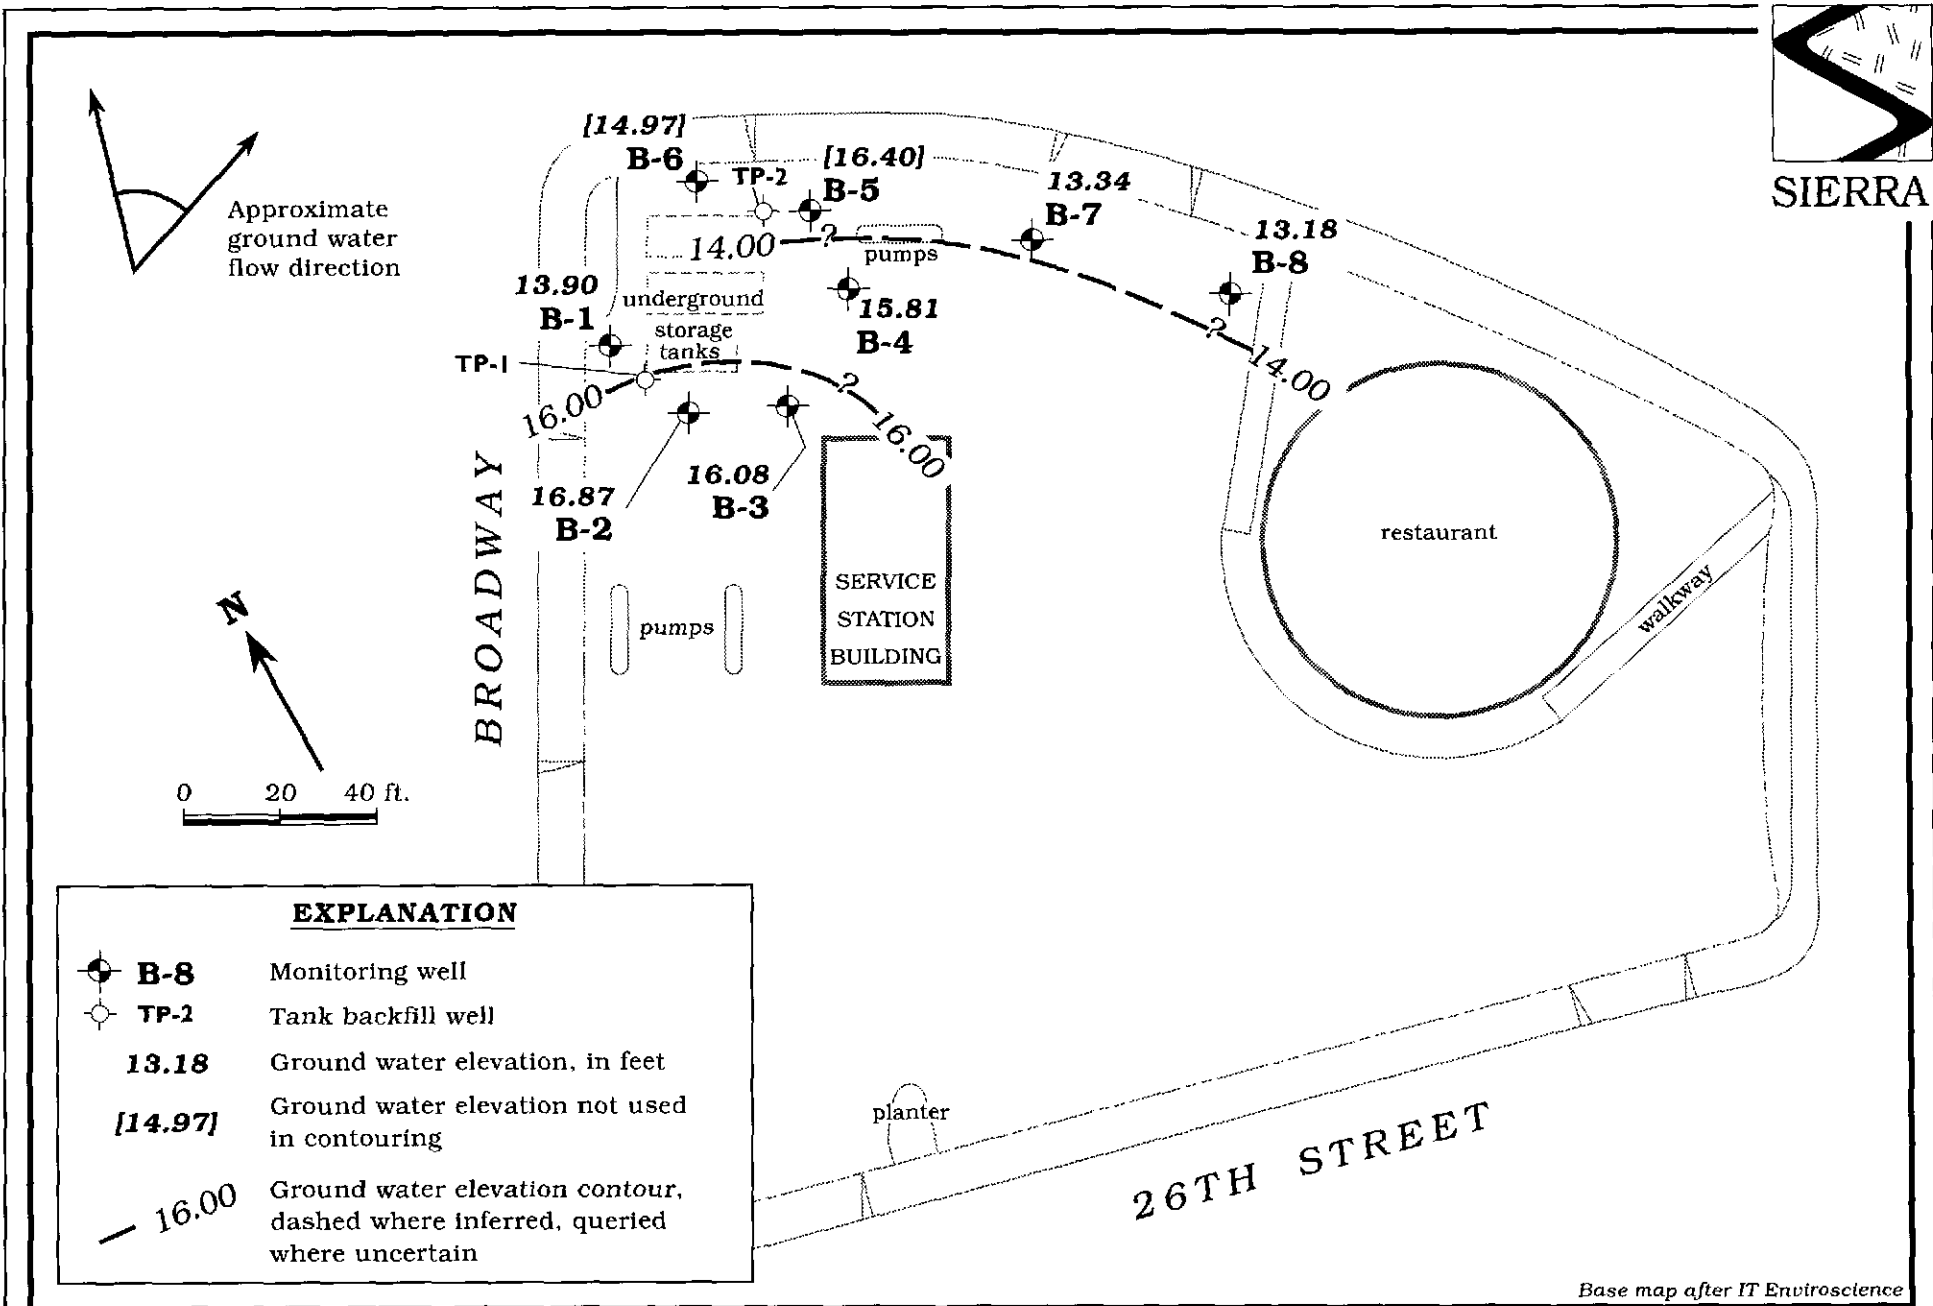 SIERRA
Approximate
ground water
flow direction
[14.97]
B-6
TP-2
[16.40]
B-5
13.34
B-7
13.18
B-8
14.00
?
pumps
13.90
B-1
underground
storage
tanks
15.81
B-4
?
14.00
TP-1
16.00
?
16.00
16.87
B-2
16.08
B-3
BROADWAY
restaurant
walkway
SERVICE
STATION
BUILDING
pumps
N
0 20 40 ft.
EXPLANATION
B-8 Monitoring well
TP-2 Tank backfill well
13.18 Ground water elevation, in feet
[14.97] Ground water elevation not used
in contouring
16.00 Ground water elevation contour,
dashed where inferred, queried
where uncertain
planter
26TH STREET
Base map after IT Enviroscience